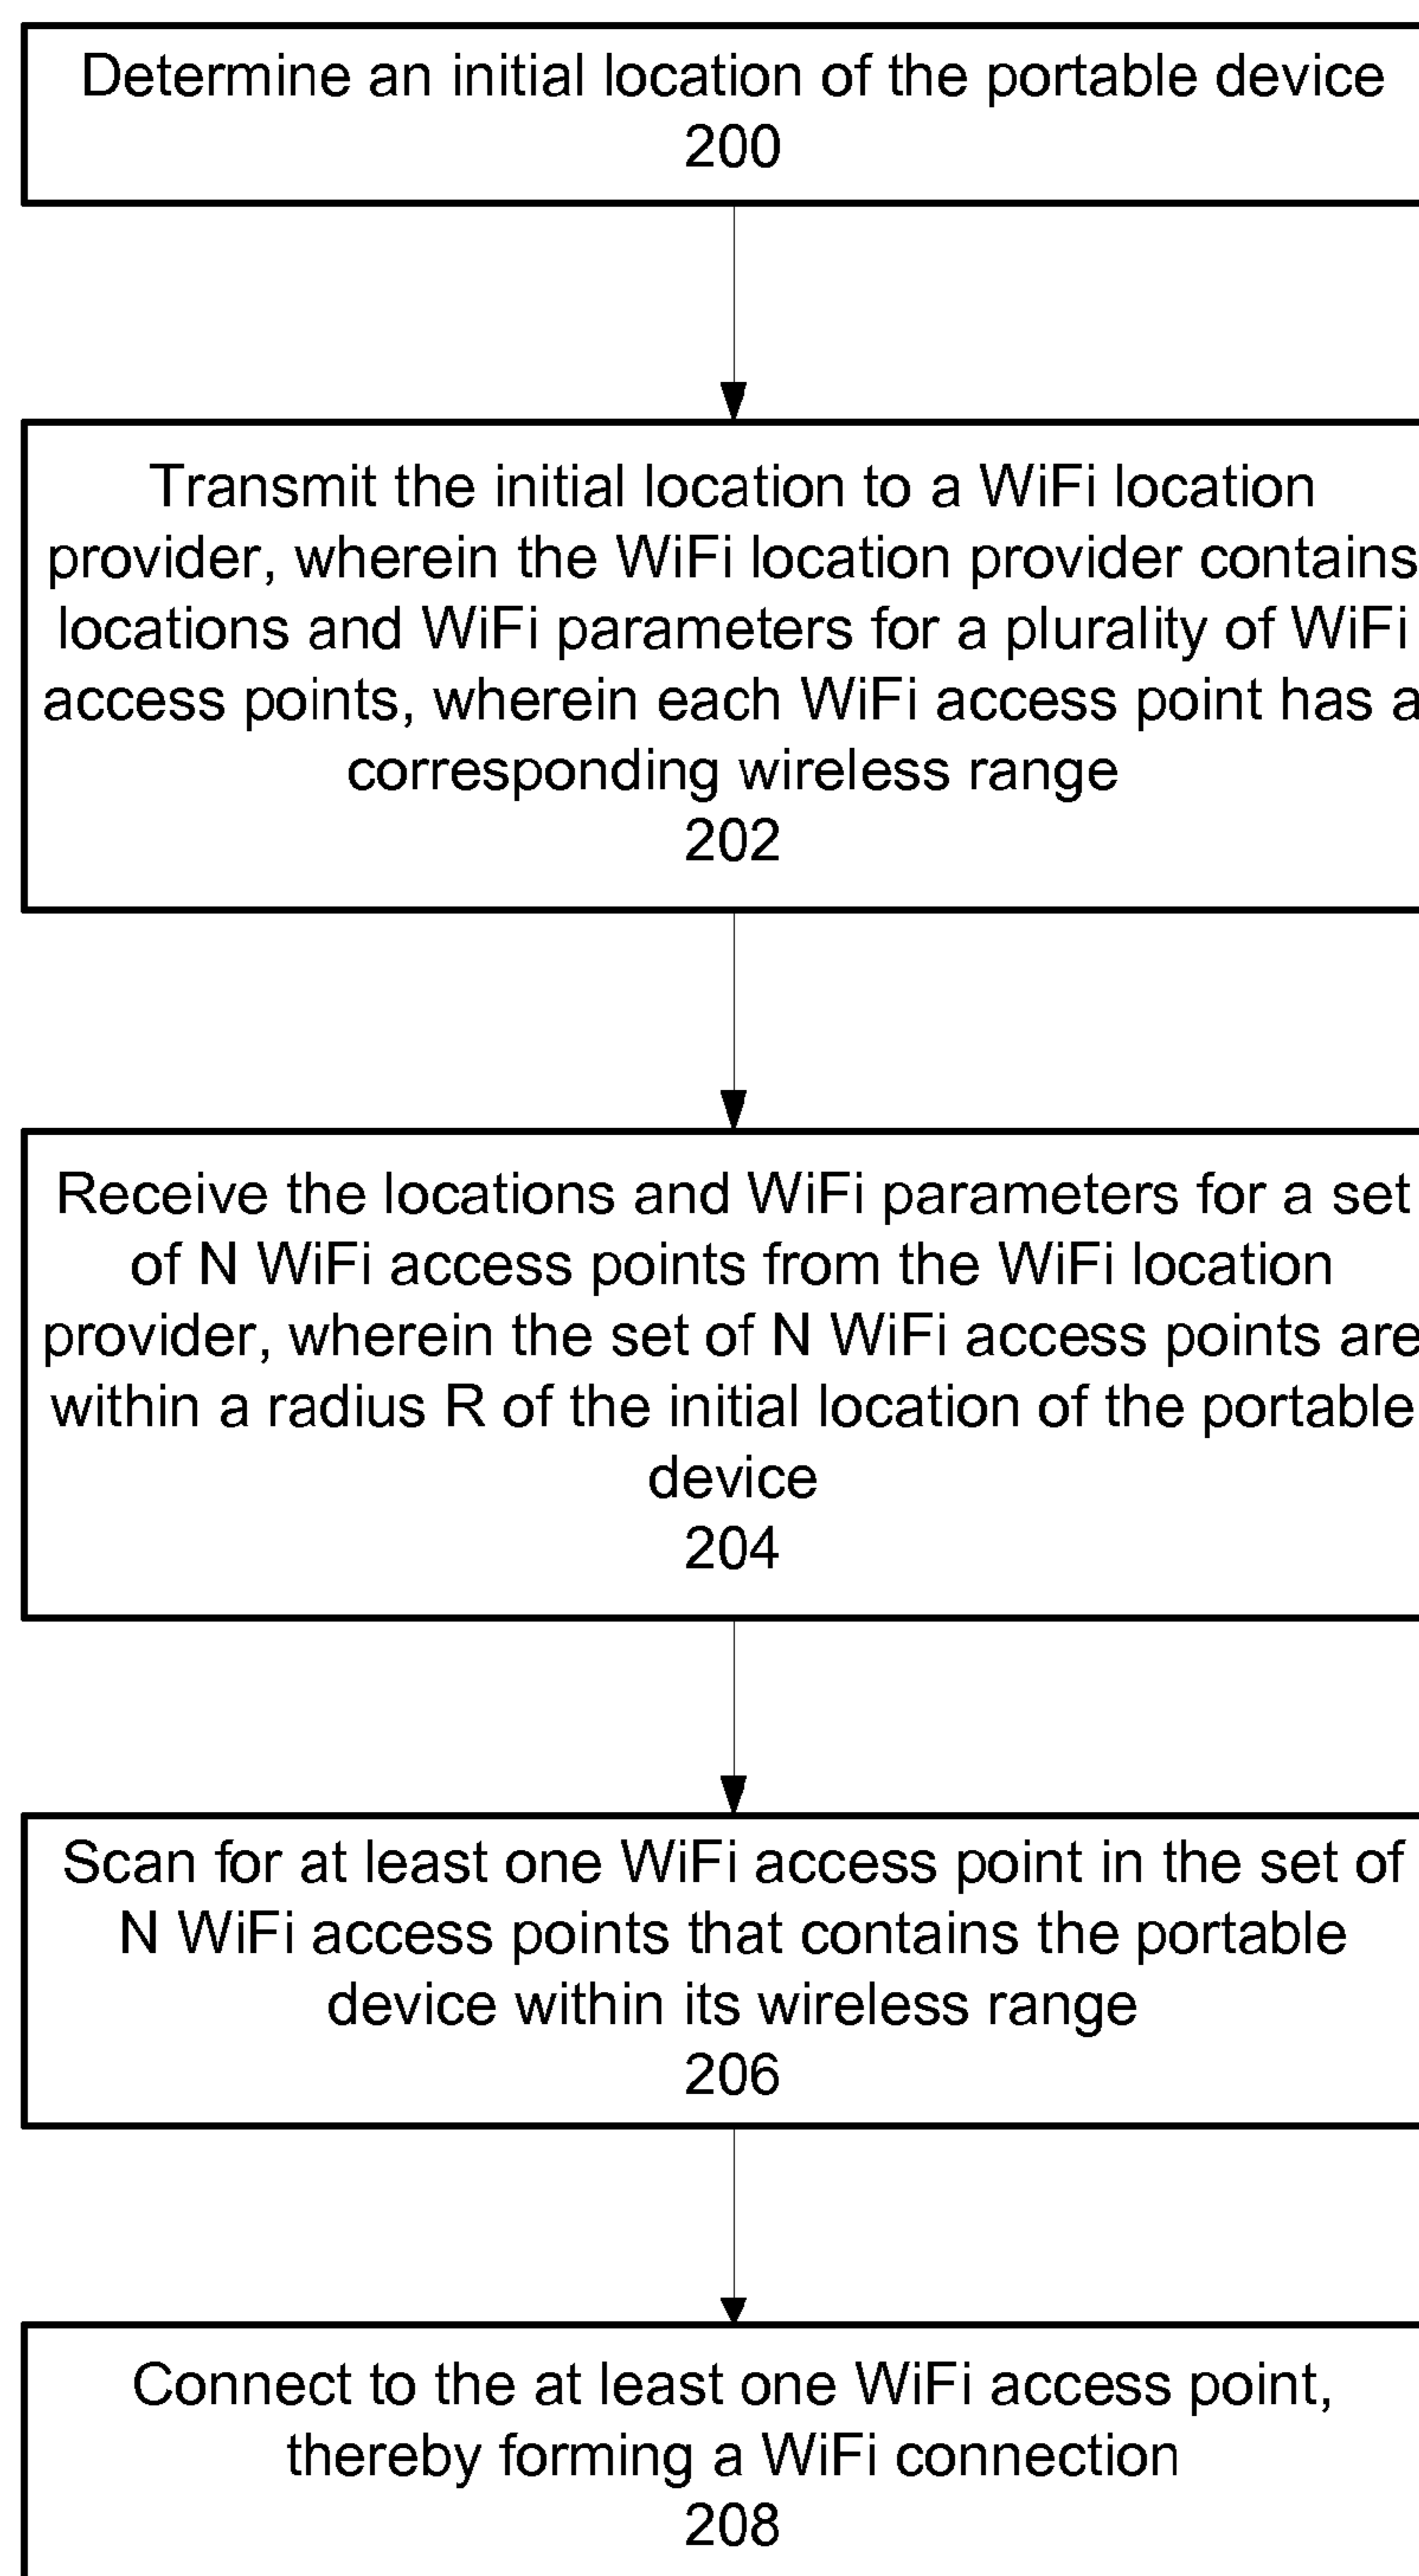 Determine an initial location of the portable device
200
Transmit the initial location to a WiFi location
provider, wherein the WiFi location provider contains
locations and WiFi parameters for a plurality of WiFi
access points, wherein each WiFi access point has a
corresponding wireless range
202
Receive the locations and WiFi parameters for a set
of N WiFi access points from the WiFi location
provider, wherein the set of N WiFi access points are
within a radius R of the initial location of the portable
device
204
Scan for at least one WiFi access point in the set of
N WiFi access points that contains the portable
device within its wireless range
206
Connect to the at least one WiFi access point,
thereby forming a WiFi connection
208